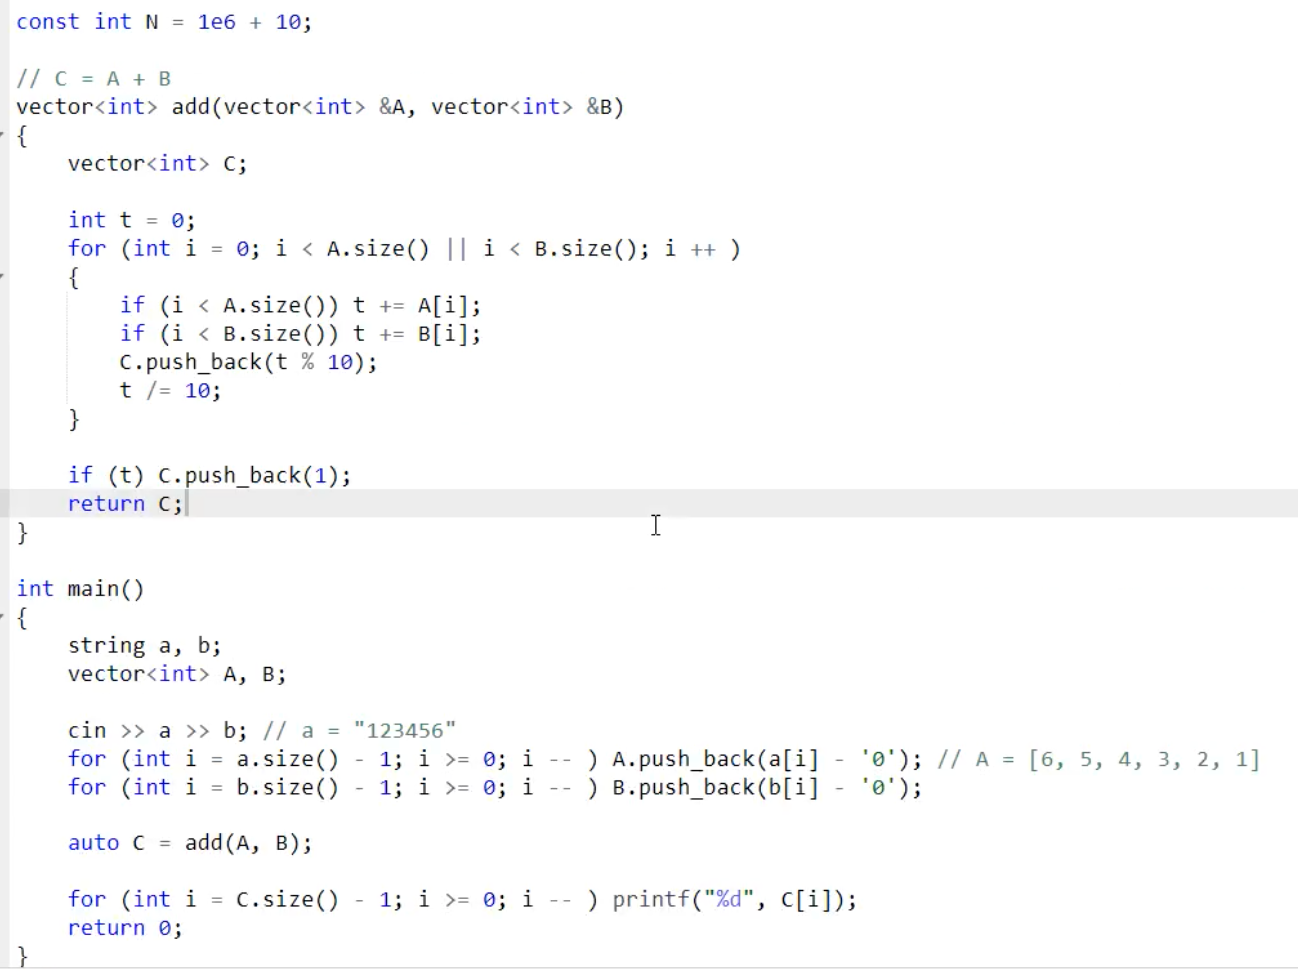 const int N = 1e6 + 10;
// C = A + B
vector<int> add(vector<int> &A, vector<int> &B)
{
    vector<int> C;
    int t = 0;
    for (int i = 0; i < A.size() || i < B.size(); i ++ )
    {
        if (i < A.size()) t += A[i];
        if (i < B.size()) t += B[i];
        C.push_back(t % 10);
        t /= 10;
    }
    if (t) C.push_back(1);
    return C;
}
int main()
{
    string a, b;
    vector<int> A, B;
    cin >> a >> b; // a = "123456"
    for (int i = a.size() - 1; i >= 0; i -- ) A.push_back(a[i] - '0'); // A = [6, 5, 4, 3, 2, 1]
    for (int i = b.size() - 1; i >= 0; i -- ) B.push_back(b[i] - '0');
    auto C = add(A, B);
    for (int i = C.size() - 1; i >= 0; i -- ) printf("%d", C[i]);
    return 0;
}